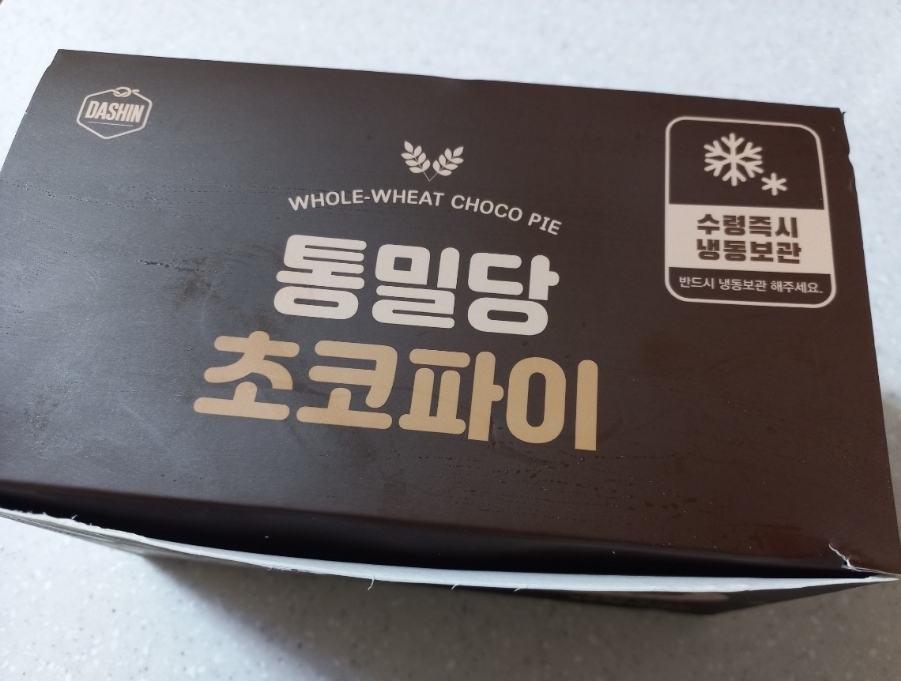 DASHIN
WHOLE-WHEAT CHOCO PIE
통밀당
초코파이
수령즉시
냉동보관
반드시 냉동보관 해주세요.